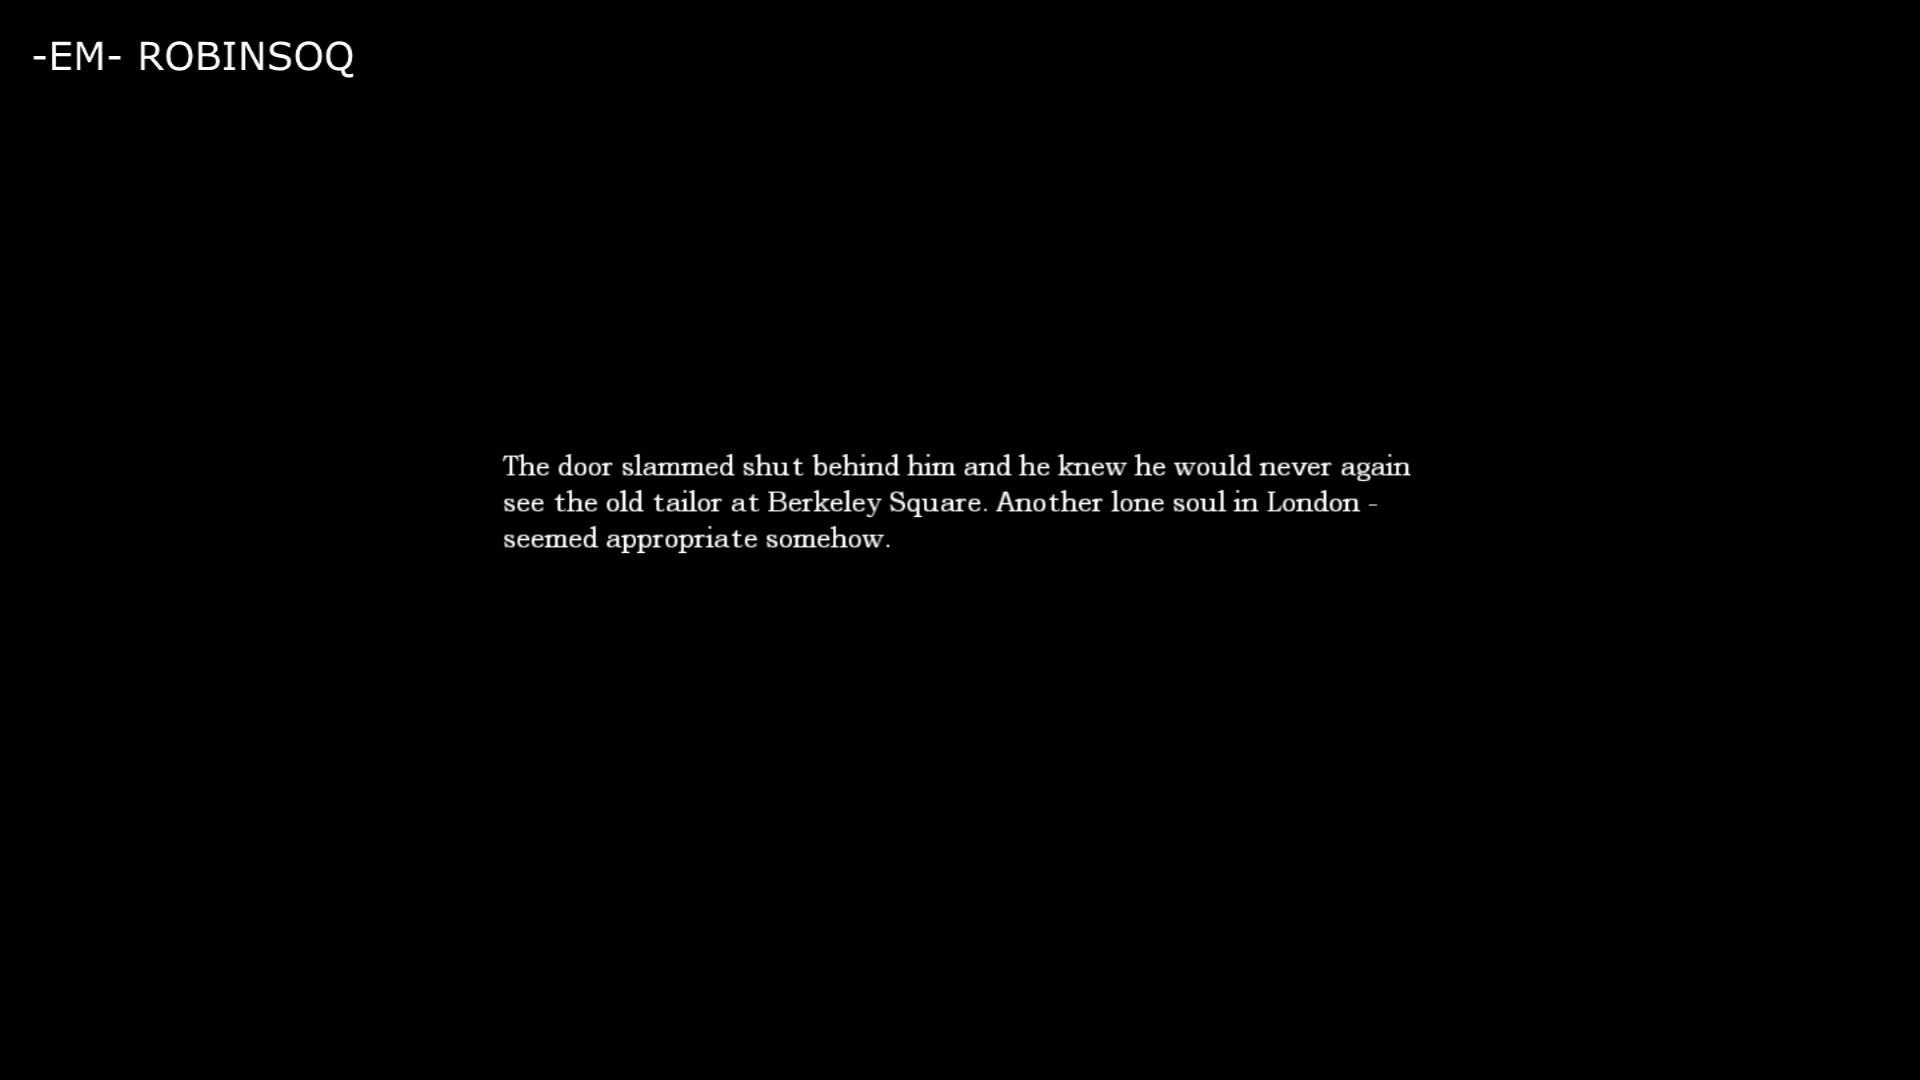 -EM- ROBINSOQ
The door slammed shut behind him and he knew he would never again
see the old tailor at Berkeley Square. Another lone soul in London -
seemed appropriate somehow.